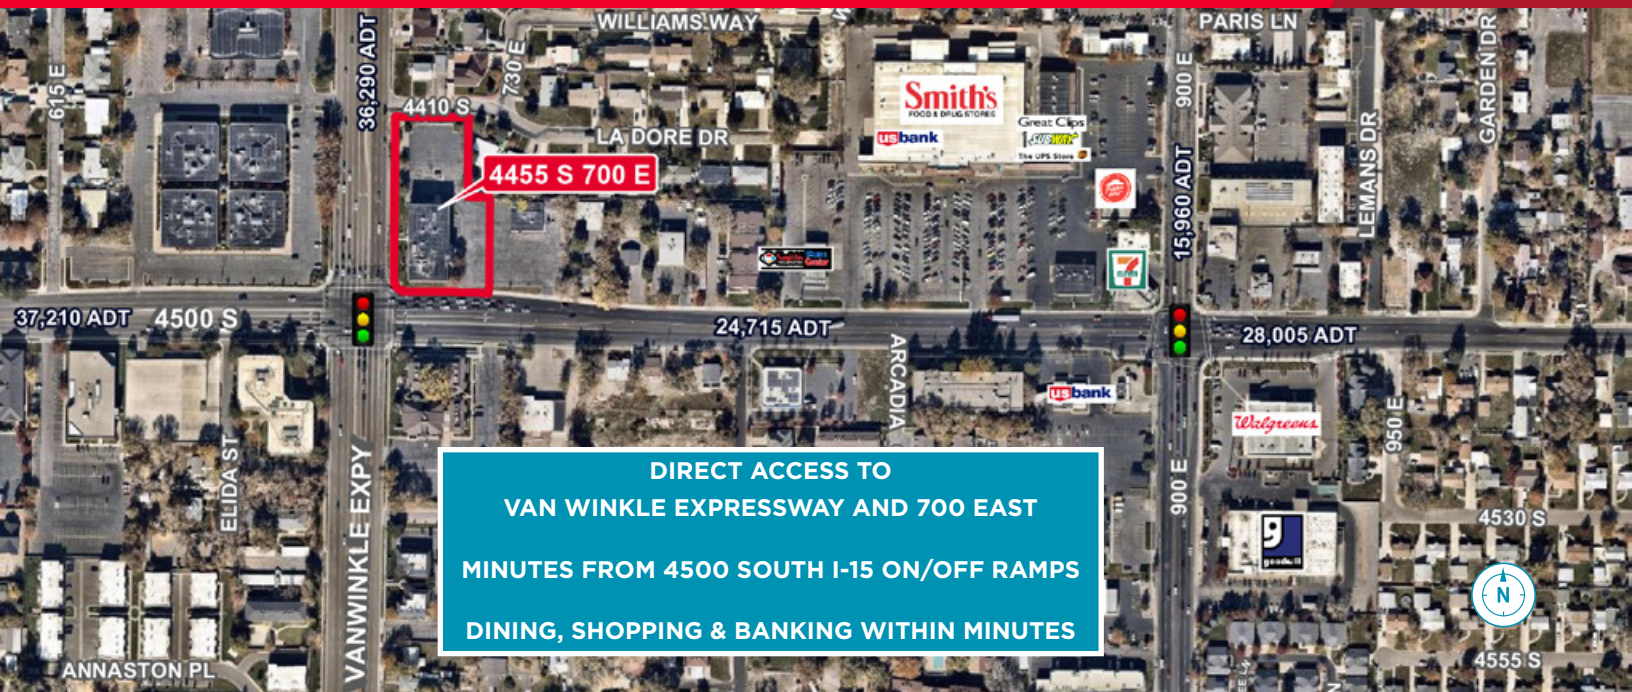 WILLIAMS WAY
PARIS LN
36,290 ADT
730 E
615 E
900 E
GARDEN DR
4410 S
LA DORE DR
Smith's
FOOD & DRUG STORES
usbank
Great Clips
SUBWAY
The UPS Store
LEMANS DR
4455 S 700 E
15,960 ADT
7
ELEVEN
37,210 ADT
4500 S
24,715 ADT
28,005 ADT
ARCADIA
usbank
Walgreens
950 E
ELIDA ST
VANWINKLE EXPY
900 E
DIRECT ACCESS TO
VAN WINKLE EXPRESSWAY AND 700 EAST
MINUTES FROM 4500 SOUTH I-15 ON/OFF RAMPS
DINING, SHOPPING & BANKING WITHIN MINUTES
4530 S
g
goodwill
N
4555 S
ANNASTON PL